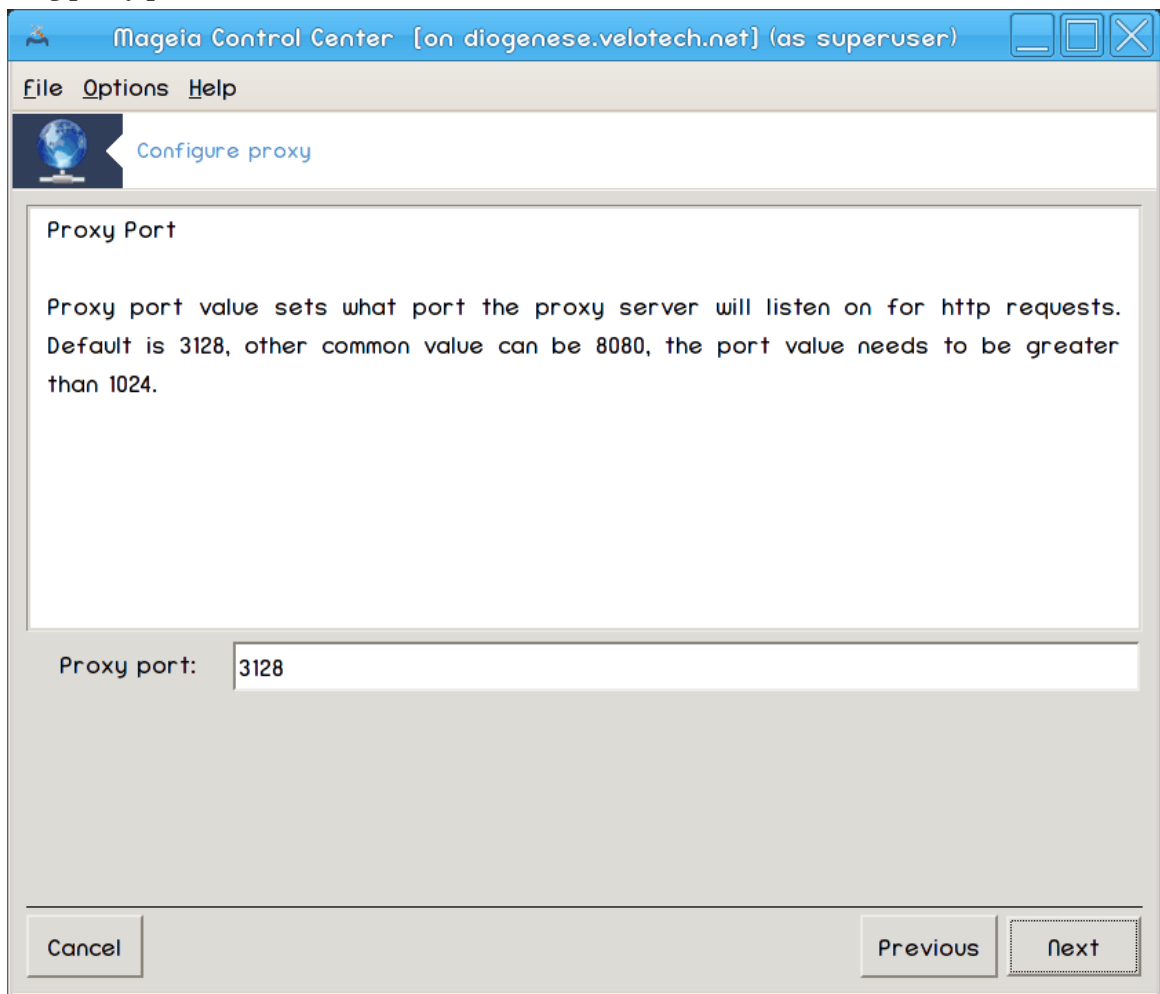 Mageia Control Center [on diogenese.velotech.net] (as superuser)
File Options Help
Configure proxy
Proxy Port
Proxy port value sets what port the proxy server will listen on for http requests.
Default is 3128, other common value can be 8080, the port value needs to be greater
than 1024.
Proxy port: 3128
Cancel Previous Next